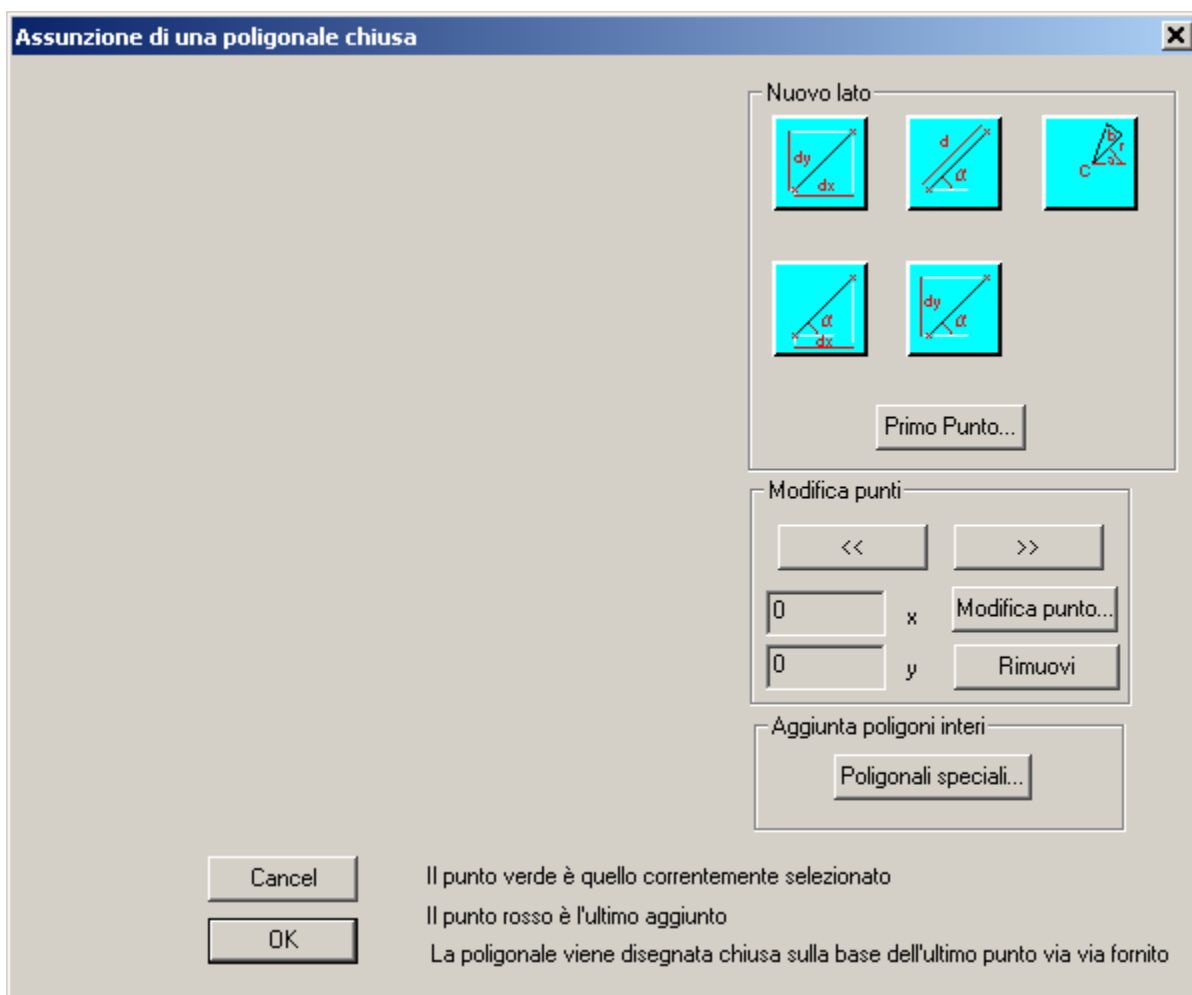 Assunzione di una poligonale chiusa
Nuovo lato
dy
dx
d
α
b
r
a
C
α
dx
dy
α
Primo Punto...
Modifica punti
<<
>>
0
x
Modifica punto...
0
y
Rimuovi
Aggiunta poligoni interi
Poligonali speciali...
Cancel
Il punto verde è quello correntemente selezionato
Il punto rosso è l'ultimo aggiunto
OK
La poligonale viene disegnata chiusa sulla base dell'ultimo punto via via fornito